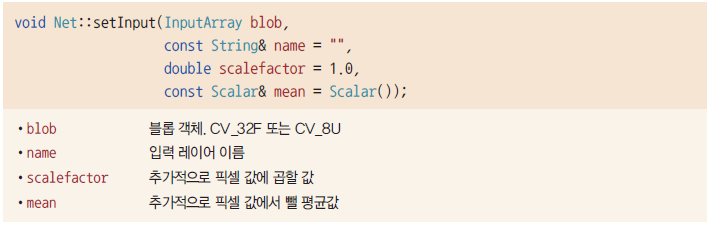 void Net::setInput(InputArray blob,
const String& name = "",
double scalefactor = 1.0,
const Scalar& mean = Scalar());
• blob 블롭 객체. CV_32F 또는 CV_8U
• name 입력 레이어 이름
• scalefactor 추가적으로 픽셀 값에 곱할 값
• mean 추가적으로 픽셀 값에서 뺄 평균값